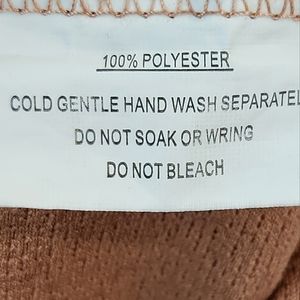 100% POLYESTER
COLD GENTLE HAND WASH SEPARATEL
DO NOT SOAK OR WRING
DO NOT BLEACH